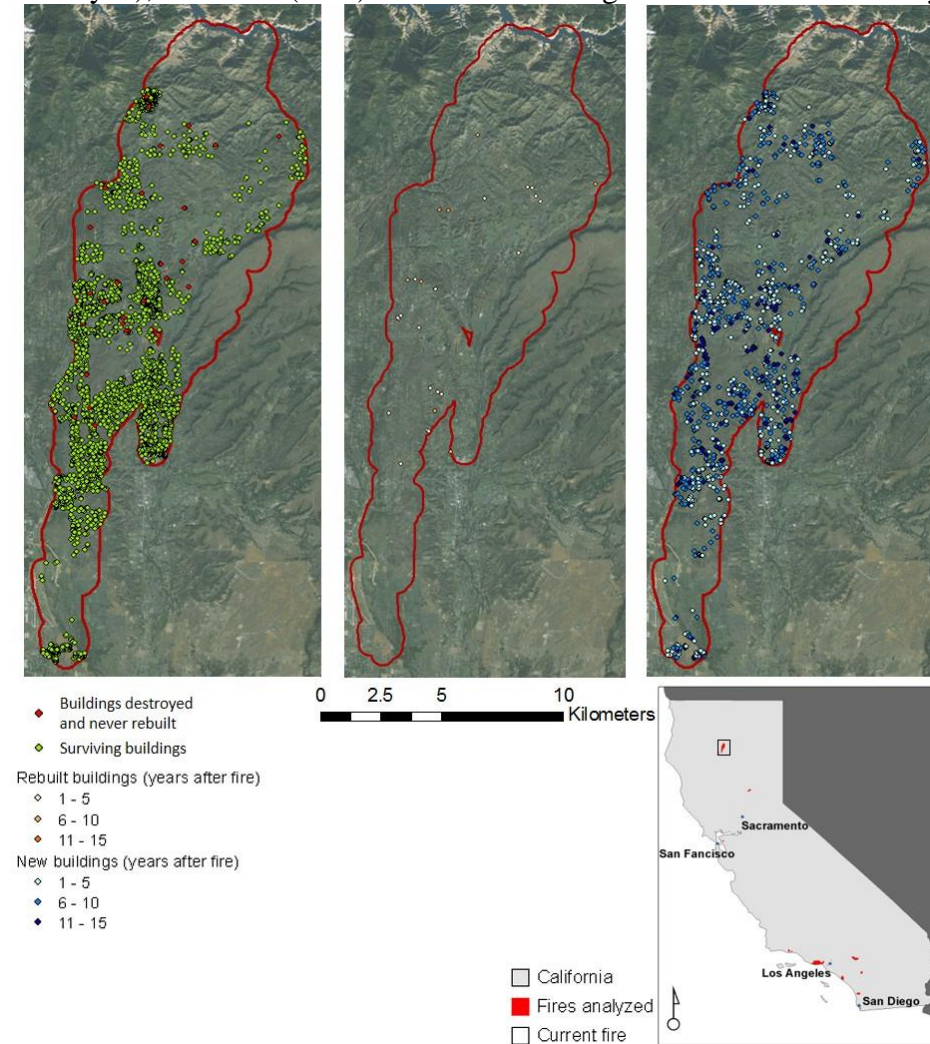 0 2.5 5 10
Kilometers
Buildings destroyed
and never rebuilt
Surviving buildings
Rebuilt buildings (years after fire)
1 - 5
6 - 10
11 - 15
New buildings (years after fire)
1 - 5
6 - 10
11 - 15
Sacramento
San Fancisco
Los Angeles
San Diego
California
Fires analyzed
Current fire